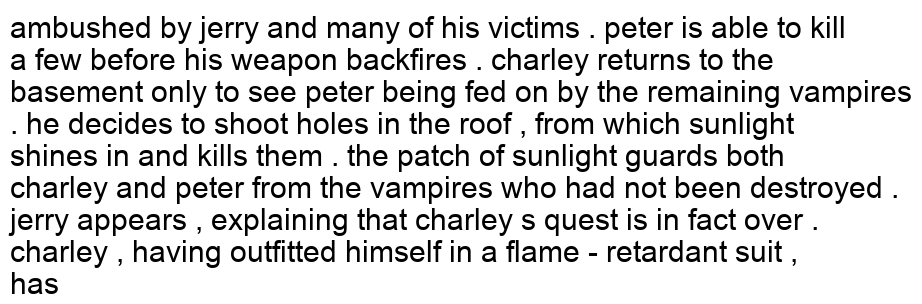 ambushed by jerry and many of his victims . peter is able to kill
a few before his weapon backfires . charley returns to the
basement only to see peter being fed on by the remaining vampires
. he decides to shoot holes in the roof , from which sunlight
shines in and kills them . the patch of sunlight guards both
charley and peter from the vampires who had not been destroyed .
jerry appears , explaining that charley s quest is in fact over .
charley , having outfitted himself in a flame - retardant suit ,
has